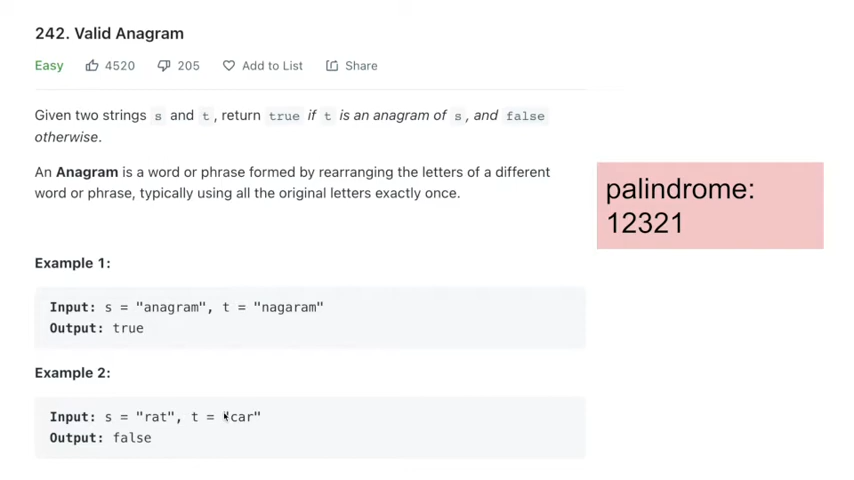 242. Valid Anagram
Easy 4520 205 Add to List Share
Given two strings s and t, return true if t is an anagram of s, and false
otherwise.
An Anagram is a word or phrase formed by rearranging the letters of a different
word or phrase, typically using all the original letters exactly once.
palindrome:
12321
Example 1:
Input: s = "anagram", t = "nagaram"
Output: true
Example 2:
Input: s = "rat", t = "car"
Output: false